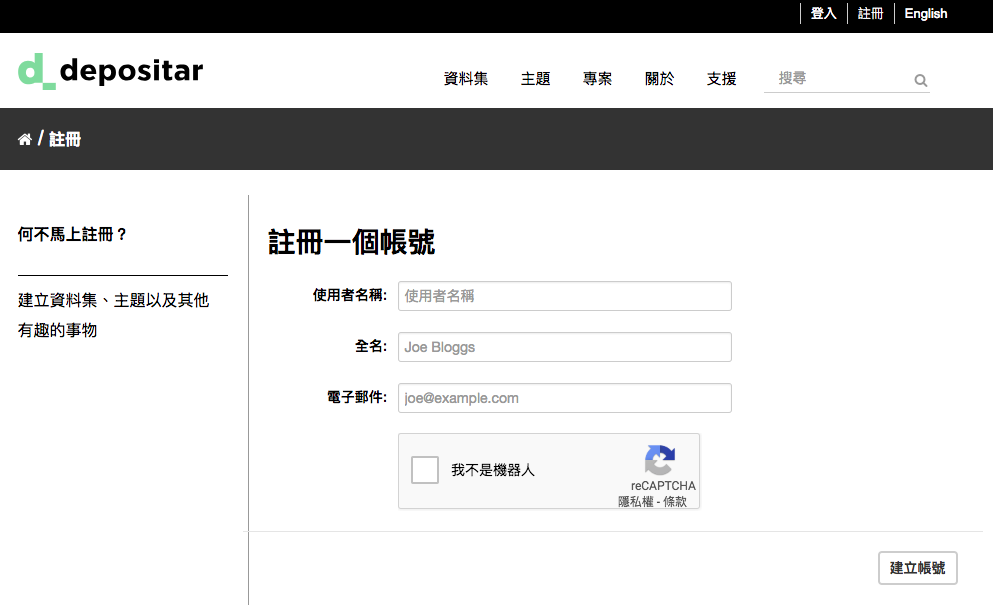 登入 註冊 English
d_depositar
資料集 主題 專案 關於 支援 搜尋
/ 註冊
何不馬上註冊？
建立資料集、主題以及其他
有趣的事物
註冊一個帳號
使用者名稱: 使用者名稱
全名: Joe Bloggs
電子郵件: joe@example.com
我不是機器人
reCAPTCHA
隱私權 - 條款
建立帳號